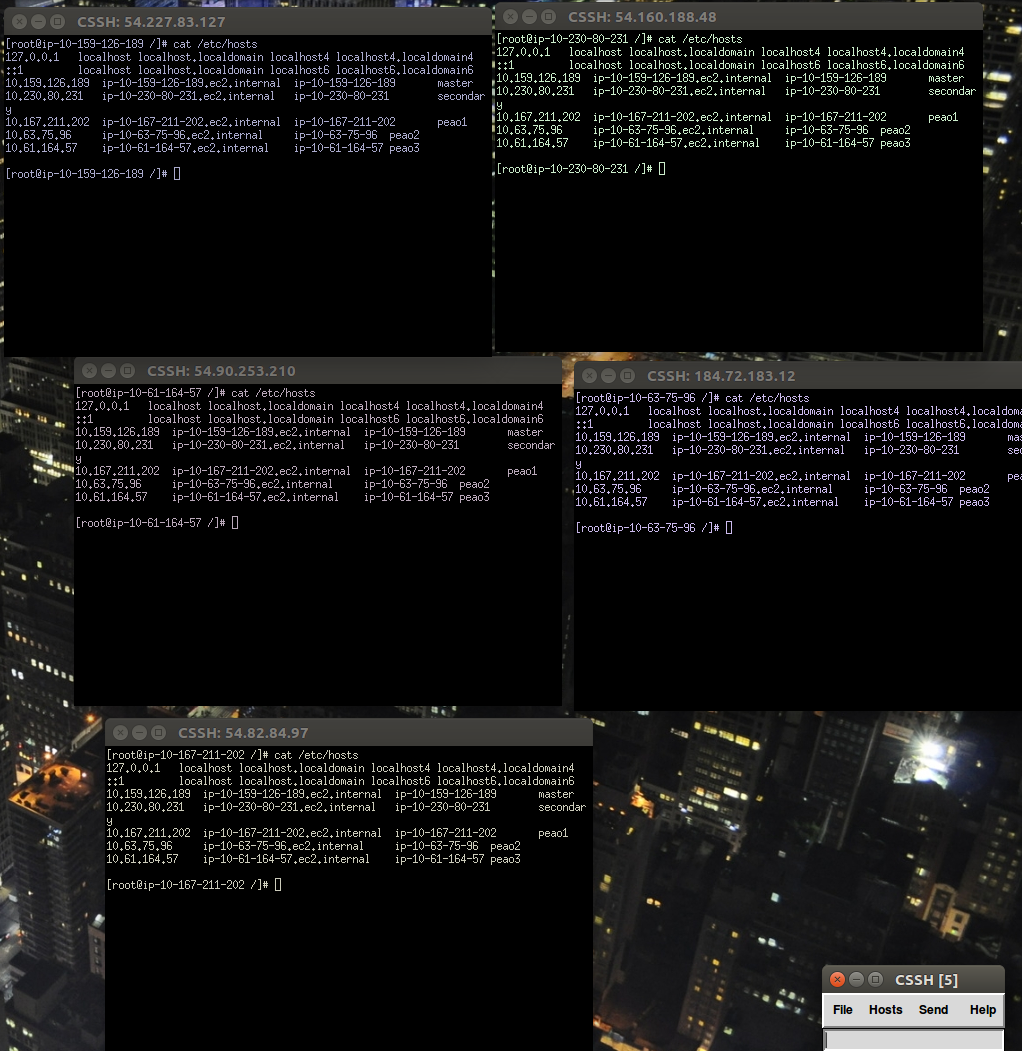 CSSH: 54.227.83.127
[root@ip-10-159-126-189 /]# cat /etc/hosts
127.0.0.1 localhost localhost.localdomain localhost4 localhost4.localdomain4
::1 localhost localhost.localdomain localhost6 localhost6.localdomain6
10.159.126.189 ip-10-159-126-189.ec2.internal ip-10-159-126-189 master
10.230.80.231 ip-10-230-80-231.ec2.internal ip-10-230-80-231 secondar
y
10.167.211.202 ip-10-167-211-202.ec2.internal ip-10-167-211-202 peao1
10.63.75.96 ip-10-63-75-96.ec2.internal ip-10-63-75-96 peao2
10.61.164.57 ip-10-61-164-57.ec2.internal ip-10-61-164-57 peao3
[root@ip-10-159-126-189 /]#
CSSH: 54.160.188.48
[root@ip-10-230-80-231 /]# cat /etc/hosts
127.0.0.1 localhost localhost.localdomain localhost4 localhost4.localdomain4
::1 localhost localhost.localdomain localhost6 localhost6.localdomain6
10.159.126.189 ip-10-159-126-189.ec2.internal ip-10-159-126-189 master
10.230.80.231 ip-10-230-80-231.ec2.internal ip-10-230-80-231 secondar
y
10.167.211.202 ip-10-167-211-202.ec2.internal ip-10-167-211-202 peao1
10.63.75.96 ip-10-63-75-96.ec2.internal ip-10-63-75-96 peao2
10.61.164.57 ip-10-61-164-57.ec2.internal ip-10-61-164-57 peao3
[root@ip-10-230-80-231 /]#
CSSH: 54.90.253.210
[root@ip-10-61-164-57 /]# cat /etc/hosts
127.0.0.1 localhost localhost.localdomain localhost4 localhost4.localdomain4
::1 localhost localhost.localdomain localhost6 localhost6.localdomain6
10.159.126.189 ip-10-159-126-189.ec2.internal ip-10-159-126-189 master
10.230.80.231 ip-10-230-80-231.ec2.internal ip-10-230-80-231 secondar
y
10.167.211.202 ip-10-167-211-202.ec2.internal ip-10-167-211-202 peao1
10.63.75.96 ip-10-63-75-96.ec2.internal ip-10-63-75-96 peao2
10.61.164.57 ip-10-61-164-57.ec2.internal ip-10-61-164-57 peao3
[root@ip-10-61-164-57 /]#
CSSH: 184.72.183.12
[root@ip-10-63-75-96 /]# cat /etc/hosts
127.0.0.1 localhost localhost.localdomain localhost4 localhost4.localdoma
::1 localhost localhost.localdomain localhost6 localhost6.localdoma
10.159.126.189 ip-10-159-126-189.ec2.internal ip-10-159-126-189 mas
10.230.80.231 ip-10-230-80-231.ec2.internal ip-10-230-80-231 sec
y
10.167.211.202 ip-10-167-211-202.ec2.internal ip-10-167-211-202 pea
10.63.75.96 ip-10-63-75-96.ec2.internal ip-10-63-75-96 peao2
10.61.164.57 ip-10-61-164-57.ec2.internal ip-10-61-164-57 peao3
[root@ip-10-63-75-96 /]#
CSSH: 54.82.84.97
[root@ip-10-167-211-202 /]# cat /etc/hosts
127.0.0.1 localhost localhost.localdomain localhost4 localhost4.localdomain4
::1 localhost localhost.localdomain localhost6 localhost6.localdomain6
10.159.126.189 ip-10-159-126-189.ec2.internal ip-10-159-126-189 master
10.230.80.231 ip-10-230-80-231.ec2.internal ip-10-230-80-231 secondar
y
10.167.211.202 ip-10-167-211-202.ec2.internal ip-10-167-211-202 peao1
10.63.75.96 ip-10-63-75-96.ec2.internal ip-10-63-75-96 peao2
10.61.164.57 ip-10-61-164-57.ec2.internal ip-10-61-164-57 peao3
[root@ip-10-167-211-202 /]#
CSSH [5]
File Hosts Send Help